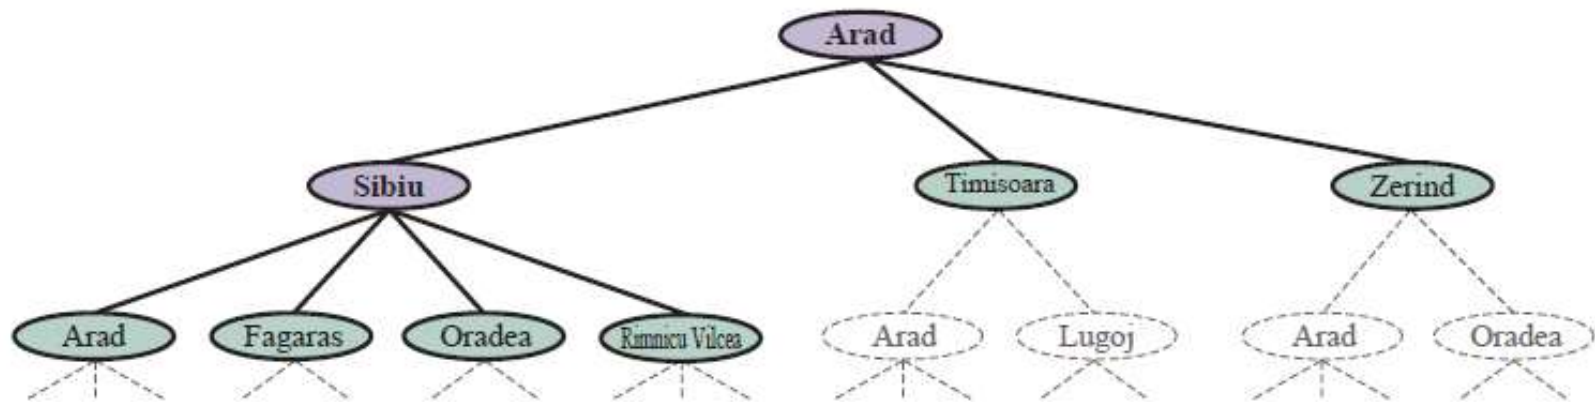 Arad
Sibiu
Timisoara
Zerind
Arad
Fagaras
Oradea
Rimnicu Vilcea
Arad
Lugoj
Arad
Oradea